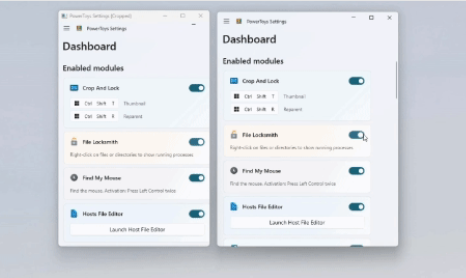 PowerToys Settings [Cropped]
PowerToys Settings
Dashboard
Enabled modules
Crop And Lock
Ctrl Shift T Thumbnail
Ctrl Shift R Reparent
File Locksmith
Right-click on files or directories to show running processes
Find My Mouse
Find the mouse: Activation: Press Left Control twice
Hosts File Editor
Launch Host File Editor
PowerToys Settings
Dashboard
Enabled modules
Crop And Lock
Ctrl Shift T Thumbnail
Ctrl Shift R Reparent
File Locksmith
Right-click on files or directories to show running processes
Find My Mouse
Find the mouse: Activation: Press Left Control twice
Hosts File Editor
Launch Host File Editor